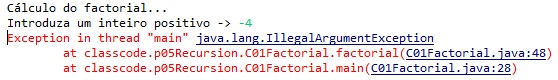 Cálculo do factorial...
Introduza um inteiro positivo -> -4
Exception in thread "main" java.lang.IllegalArgumentException
at classcode.p05Recursion.C01Factorial.factorial(C01Factorial.java:48)
at classcode.p05Recursion.C01Factorial.main(C01Factorial.java:28)